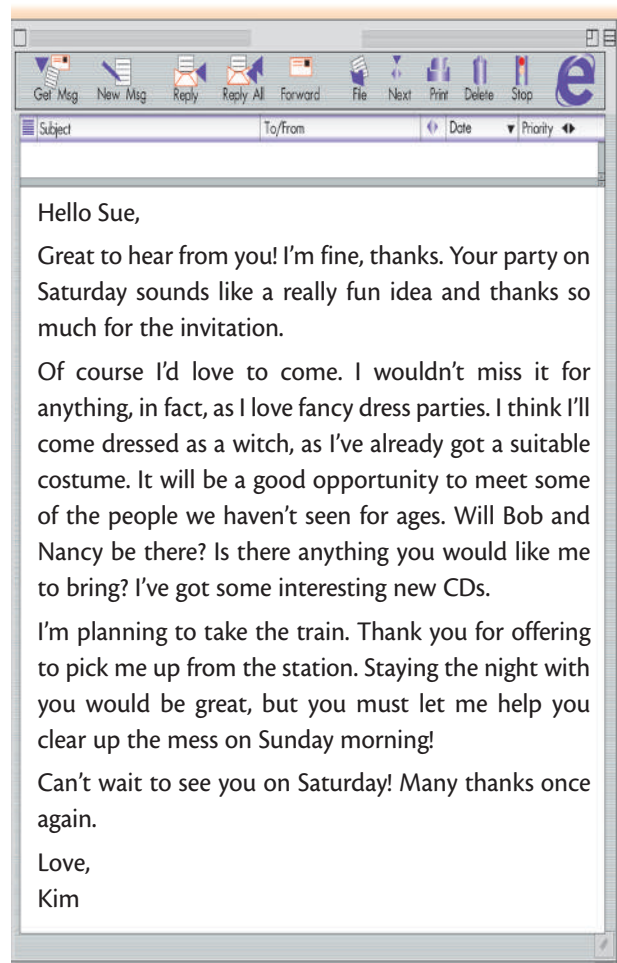 Get Msg New Msg Reply Reply All Forward File Next Print Delete Stop
Subject To/From Date Priority
Hello Sue,
Great to hear from you! I'm fine, thanks. Your party on
Saturday sounds like a really fun idea and thanks so
much for the invitation.
Of course I'd love to come. I wouldn't miss it for
anything, in fact, as I love fancy dress parties. I think I'll
come dressed as a witch, as I've already got a suitable
costume. It will be a good opportunity to meet some
of the people we haven't seen for ages. Will Bob and
Nancy be there? Is there anything you would like me
to bring? I've got some interesting new CDs.
I'm planning to take the train. Thank you for offering
to pick me up from the station. Staying the night with
you would be great, but you must let me help you
clear up the mess on Sunday morning!
Can't wait to see you on Saturday! Many thanks once
again.
Love,
Kim